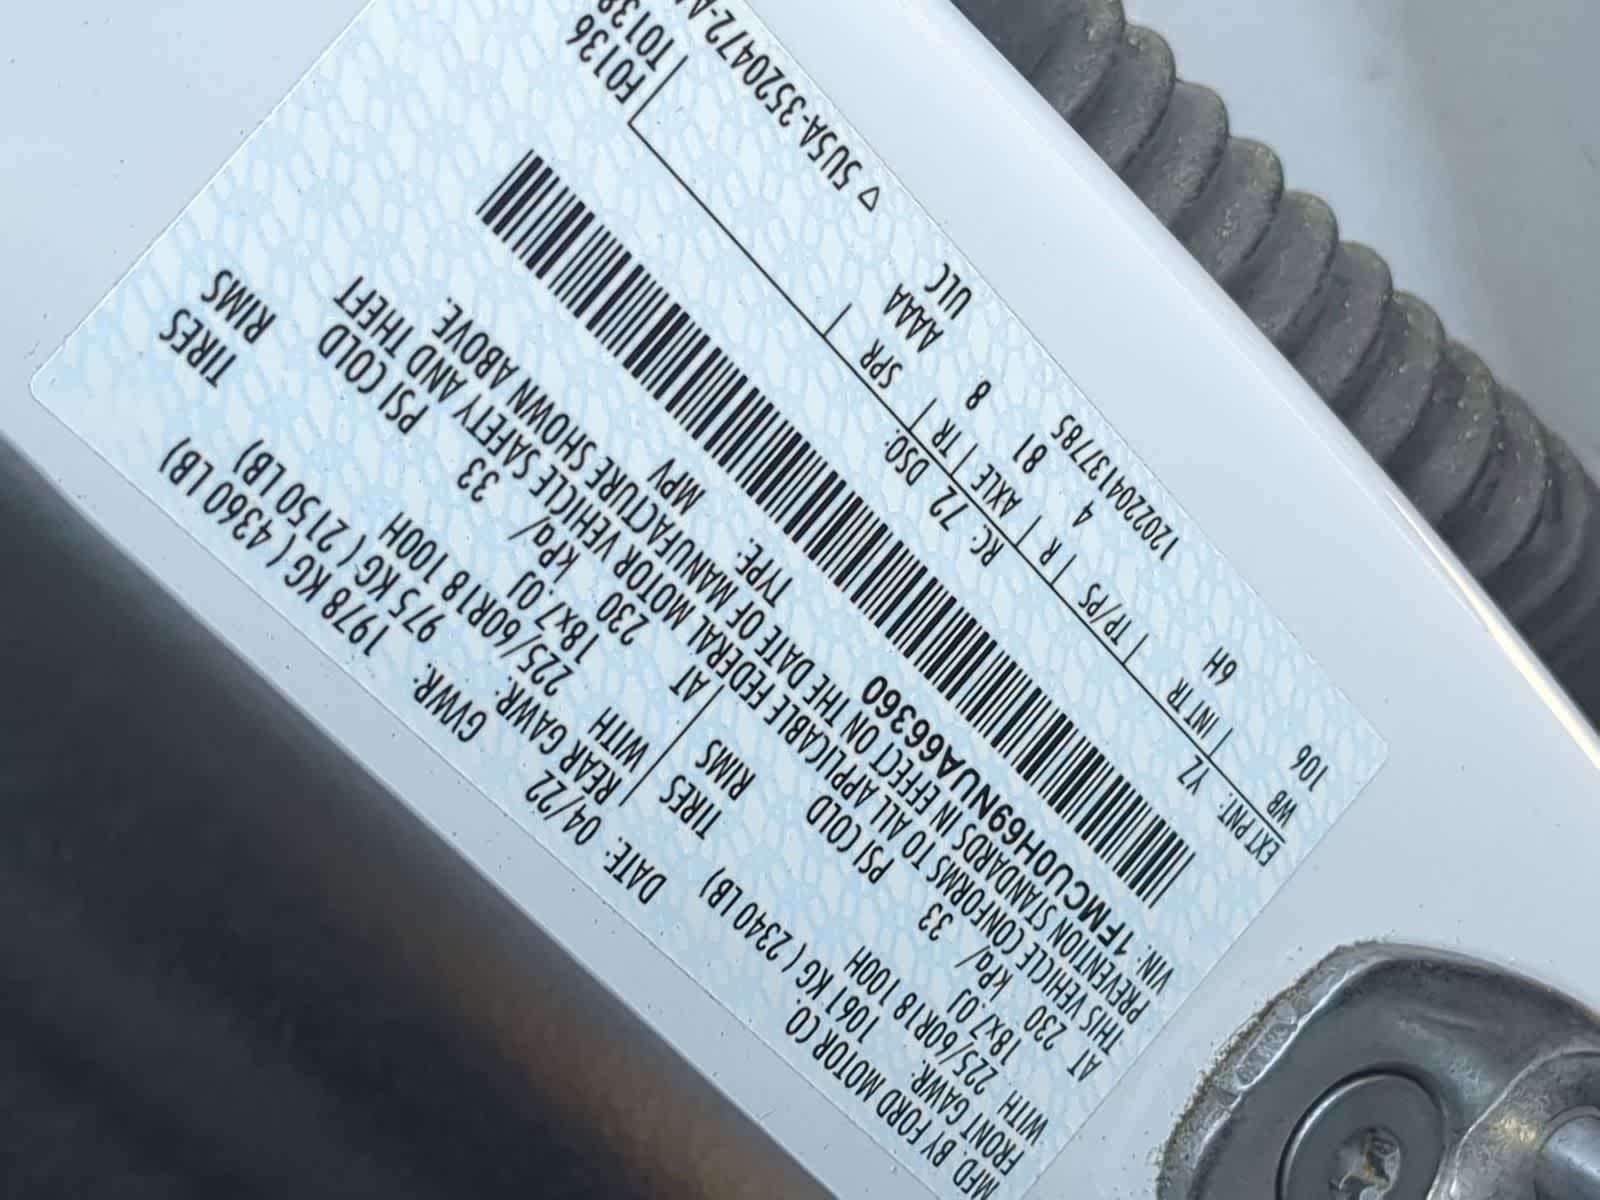 MFD. BY FORD MOTOR CO.
DATE: 04/22 GVWR: 1978 KG ( 4360 LB)
FRONT GAWR: 1061 KG ( 2340 LB) REAR GAWR: 975 KG ( 2150 LB)
WITH 225/60R18 100H TIRES WITH 225/60R18 100H TIRES
18x7.0J RIMS 18x7.0J RIMS
AT 230 kPa/ 33 PSI COLD AT 230 kPa/ 33 PSI COLD
THIS VEHICLE CONFORMS TO ALL APPLICABLE FEDERAL MOTOR VEHICLE SAFETY AND THEFT
PREVENTION STANDARDS IN EFFECT ON THE DATE OF MANUFACTURE SHOWN ABOVE.
VIN: 1FMCU0H69NUA66360 TYPE: MPV
F0136
T0138
EXT PNT: YZ RC: 72 DSO:
WB | INT TR | TP/PS | R | AXLE | TR | SPR
106 6H 4 81 8 AAAA
ULC
12022041377​85
▽ 5U5A-3520472-A